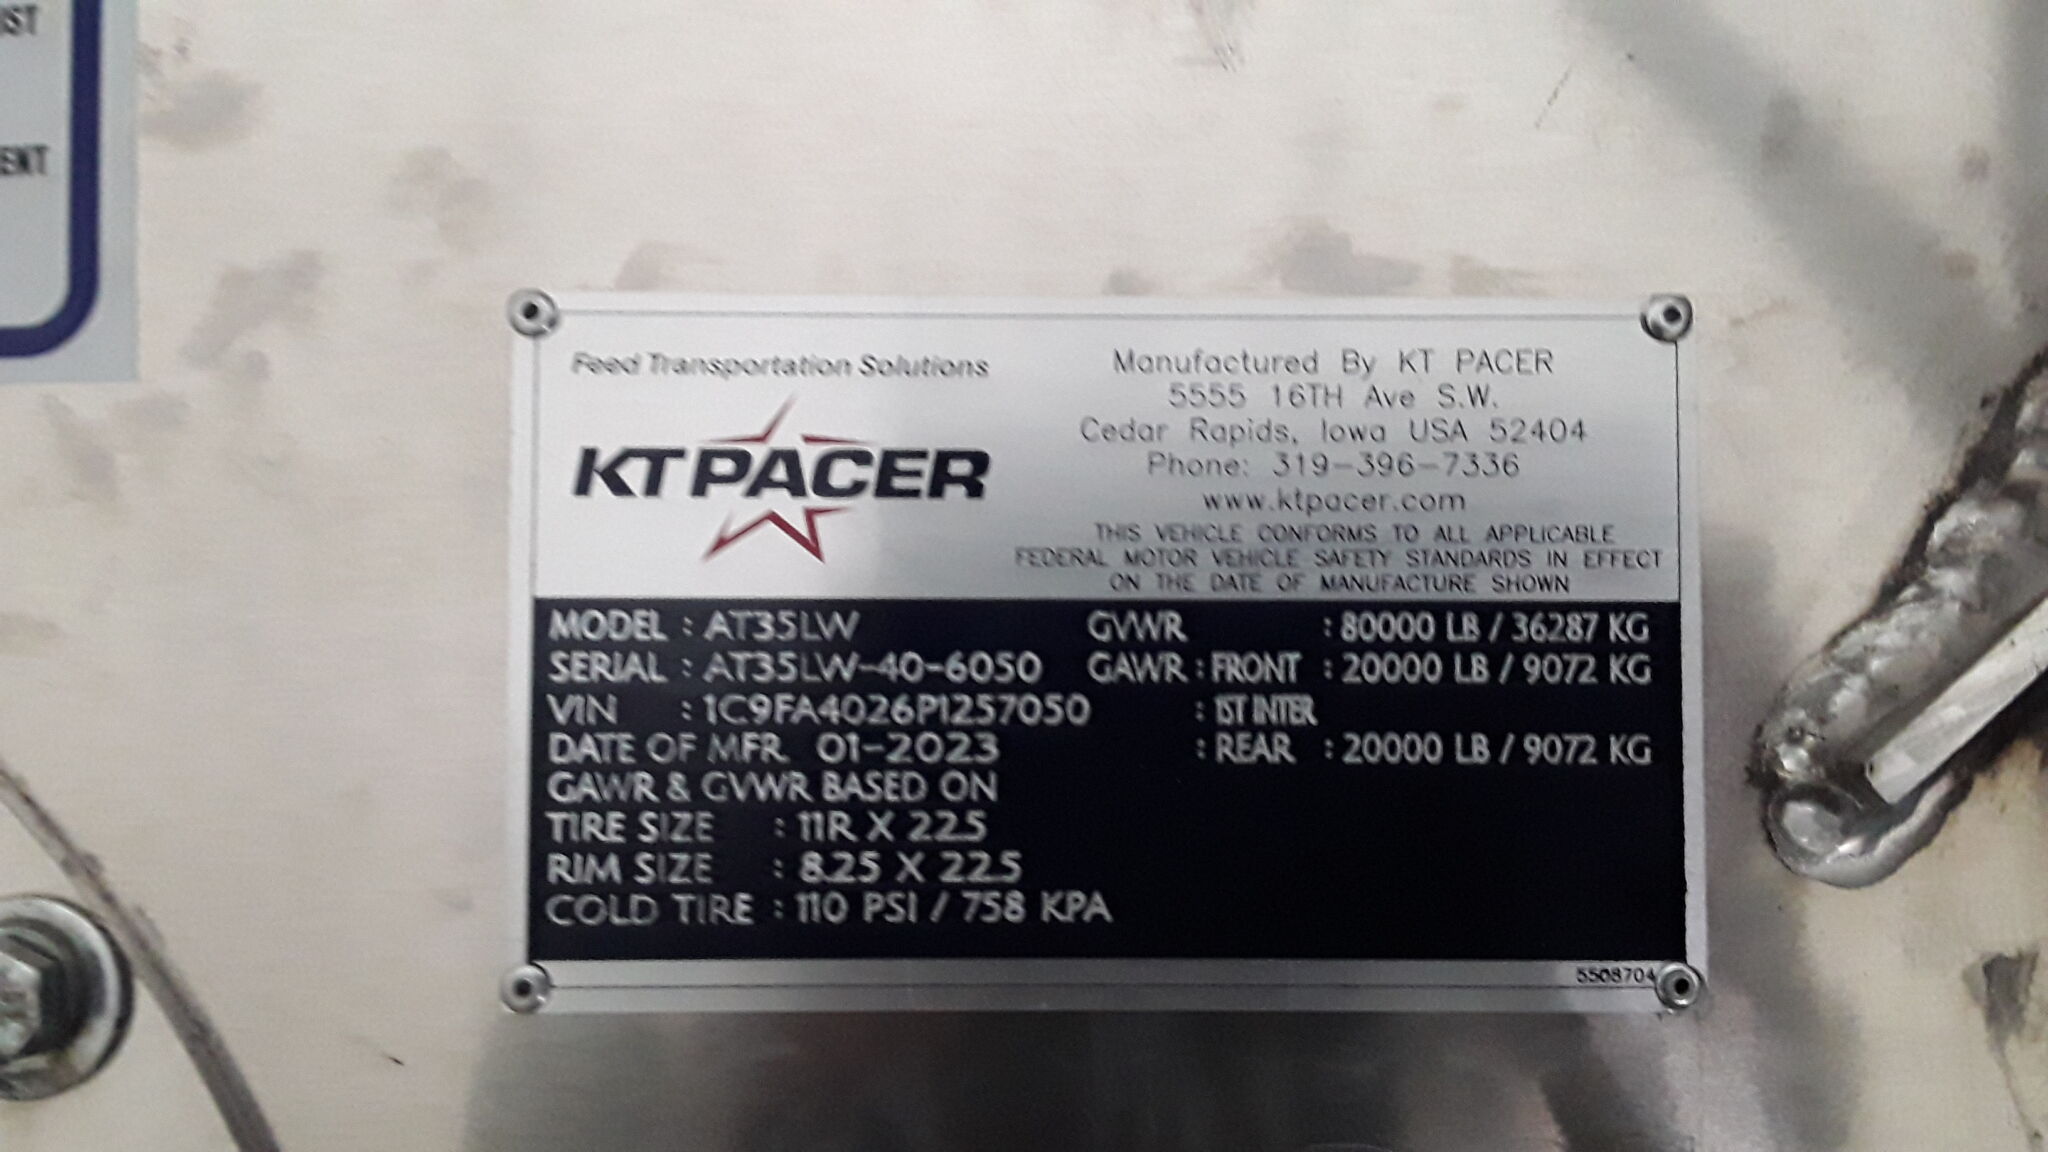 IST
ENT
Feed Transportation Solutions
KT PACER
Manufactured By KT PACER
5555 16TH Ave S.W.
Cedar Rapids, Iowa USA 52404
Phone: 319-396-7336
www.ktpacer.com
THIS VEHICLE CONFORMS TO ALL APPLICABLE
FEDERAL MOTOR VEHICLE SAFETY STANDARDS IN EFFECT
ON THE DATE OF MANUFACTURE SHOWN
MODEL : AT35LW GVWR : 80000 LB / 36287 KG
SERIAL : AT35LW-40-6050 GAWR : FRONT : 20000 LB / 9072 KG
VIN : 1C9FA4026P1257050 : 1ST INTER
DATE OF MFR 01-2023 : REAR : 20000 LB / 9072 KG
GAWR & GVWR BASED ON
TIRE SIZE : 11R X 22.5
RIM SIZE : 8.25 X 22.5
COLD TIRE : 110 PSI / 758 KPA
5508704